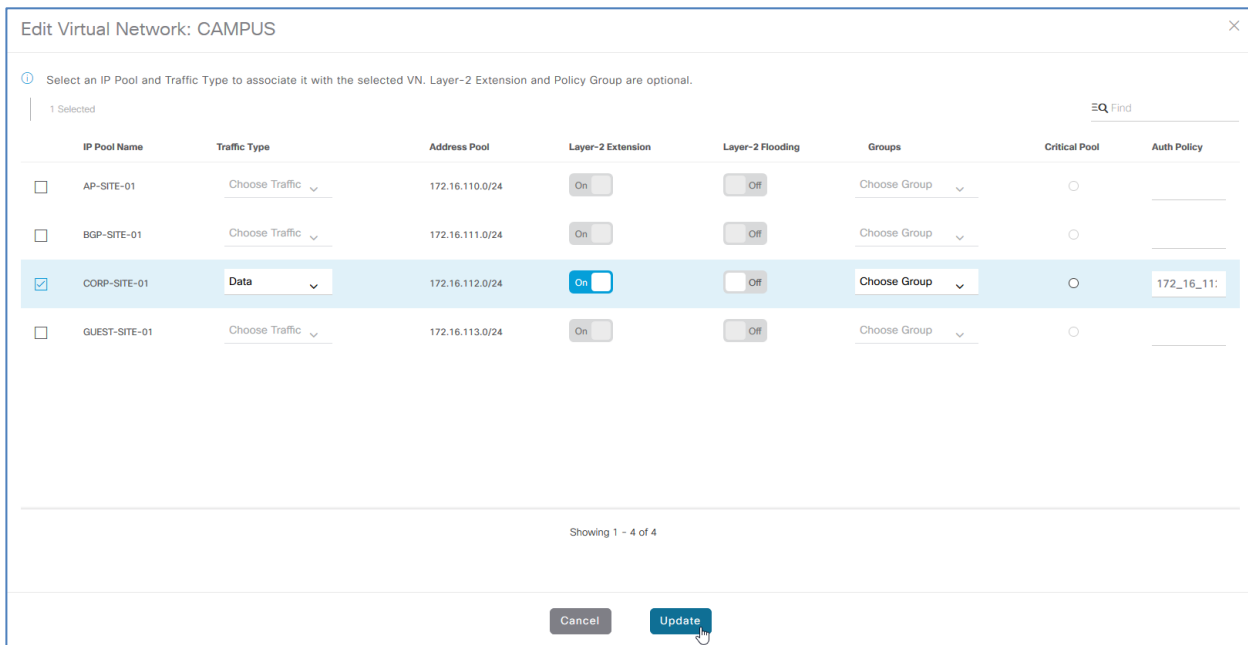 Edit Virtual Network: CAMPUS
Select an IP Pool and Traffic Type to associate it with the selected VN. Layer-2 Extension and Policy Group are optional.
1 Selected
Find
IP Pool Name Traffic Type Address Pool Layer-2 Extension Layer-2 Flooding Groups Critical Pool Auth Policy
AP-SITE-01 Choose Traffic 172.16.110.0/24 On Off Choose Group
BGP-SITE-01 Choose Traffic 172.16.111.0/24 On Off Choose Group
CORP-SITE-01 Data 172.16.112.0/24 On Off Choose Group 172_16_11
GUEST-SITE-01 Choose Traffic 172.16.113.0/24 On Off Choose Group
Showing 1 - 4 of 4
Cancel Update